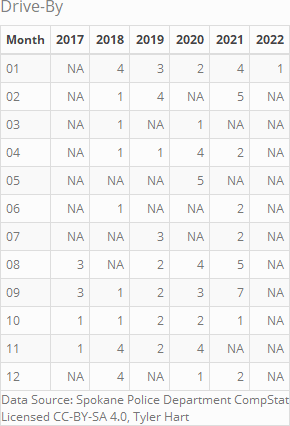 Drive-By
Month 2017 2018 2019 2020 2021 2022
01 NA 4 3 2 4 1
02 NA 1 4 NA 5 NA
03 NA 1 NA 1 NA NA
04 NA 1 1 4 2 NA
05 NA NA NA 5 NA NA
06 NA 1 NA NA 2 NA
07 NA NA 3 NA 2 NA
08 3 NA 2 4 5 NA
09 3 1 2 3 7 NA
10 1 1 2 2 1 NA
11 1 4 2 4 NA NA
12 NA 4 NA 1 2 NA
Data Source: Spokane Police Department CompStat
Licensed CC-BY-SA 4.0, Tyler Hart